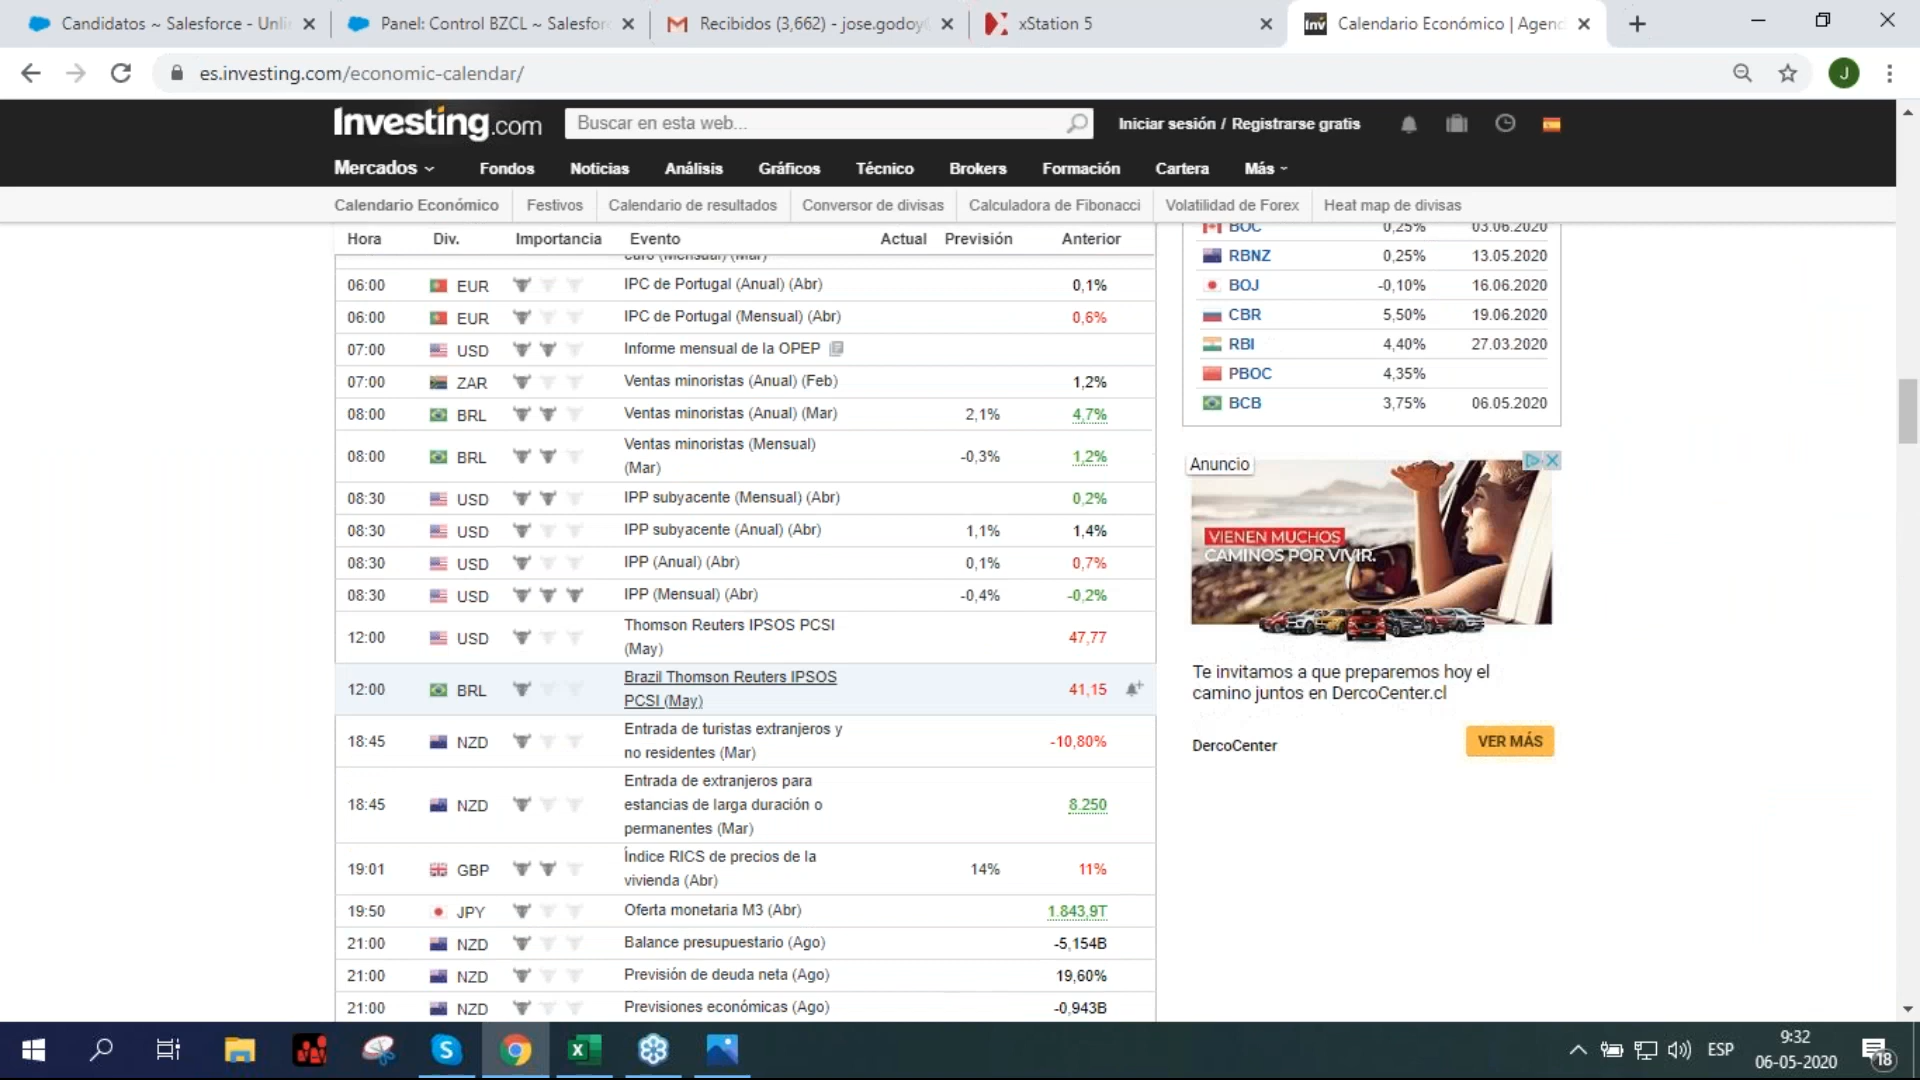 Candidatos ~ Salesforce - Unli
Panel: Control BZCL ~ Salesfor
Recibidos (3,662) - jose.godoy
xStation 5
Inv
Calendario Económico | Agen
es.investing.com/economic-calendar/
J
Investing.com
Buscar en esta web...
Iniciar sesión / Registrarse gratis
Mercados Fondos Noticias Análisis Gráficos Técnico Brokers Formación Cartera Más
Calendario Económico Festivos Calendario de resultados Conversor de divisas Calculadora de Fibonacci Volatilidad de Forex Heat map de divisas
Hora Div. Importancia Evento Actual Previsión Anterior
euro (Mensual) (Mar)
06:00 EUR IPC de Portugal (Anual) (Abr) 0,1%
06:00 EUR IPC de Portugal (Mensual) (Abr) 0,6%
07:00 USD Informe mensual de la OPEP
07:00 ZAR Ventas minoristas (Anual) (Feb) 1,2%
08:00 BRL Ventas minoristas (Anual) (Mar) 2,1% 4,7%
08:00 BRL Ventas minoristas (Mensual) (Mar) -0,3% 1,2%
08:30 USD IPP subyacente (Mensual) (Abr) 0,2%
08:30 USD IPP subyacente (Anual) (Abr) 1,1% 1,4%
08:30 USD IPP (Anual) (Abr) 0,1% 0,7%
08:30 USD IPP (Mensual) (Abr) -0,4% -0,2%
12:00 USD Thomson Reuters IPSOS PCSI (May) 47,77
12:00 BRL Brazil Thomson Reuters IPSOS PCSI (May) 41,15
18:45 NZD Entrada de turistas extranjeros y no residentes (Mar) -10,80%
18:45 NZD Entrada de extranjeros para estancias de larga duración o permanentes (Mar) 8.250
19:01 GBP Índice RICS de precios de la vivienda (Abr) 14% 11%
19:50 JPY Oferta monetaria M3 (Abr) 1.843,9T
21:00 NZD Balance presupuestario (Ago) -5,154B
21:00 NZD Previsión de deuda neta (Ago) 19,60%
21:00 NZD Previsiones económicas (Ago) -0,943B
BOC 0,25% 03.06.2020
RBNZ 0,25% 13.05.2020
BOJ -0,10% 16.06.2020
CBR 5,50% 19.06.2020
RBI 4,40% 27.03.2020
PBOC 4,35%
BCB 3,75% 06.05.2020
Anuncio
VIENEN MUCHOS
CAMINOS POR VIVIR.
Te invitamos a que preparemos hoy el
camino juntos en DercoCenter.cl
DercoCenter
VER MÁS
ESP
9:32
06-05-2020
18